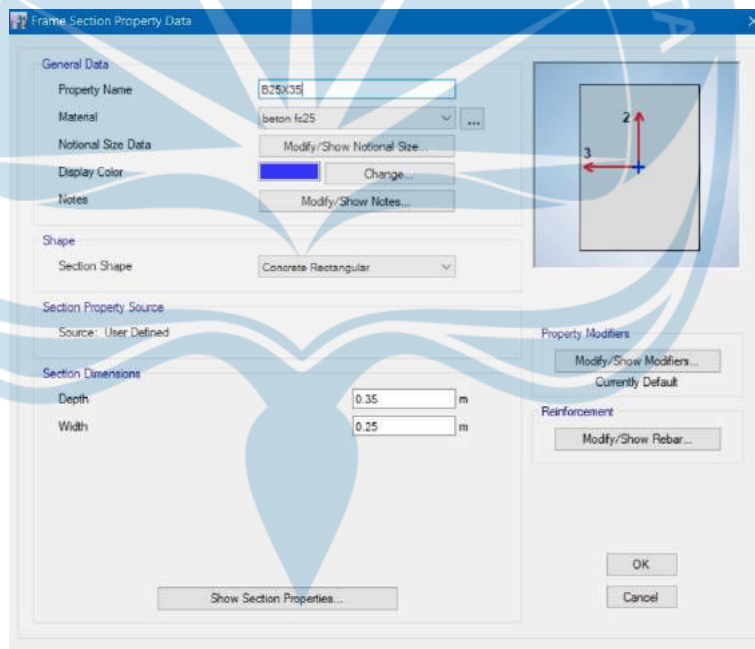 Frame Section Property Data
General Data
Property Name B25X35
Material beton fc25 ...
Notional Size Data Modify/Show Notional Size...
Display Color Change...
Notes Modify/Show Notes...
2
3
Shape
Section Shape Concrete Rectangular
Section Property Source
Source: User Defined
Property Modifiers
Modify/Show Modifiers...
Currently Default
Section Dimensions
Depth 0.35 m
Width 0.25 m
Reinforcement
Modify/Show Rebar...
OK
Show Section Properties...
Cancel